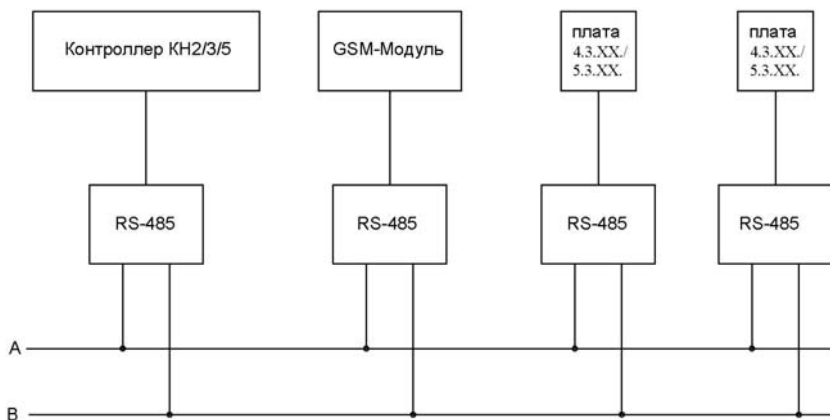 Контроллер КН2/3/5
GSM-Модуль
плата
4.3.XX./
5.3.XX.
плата
4.3.XX./
5.3.XX.
RS-485
RS-485
RS-485
RS-485
A
B